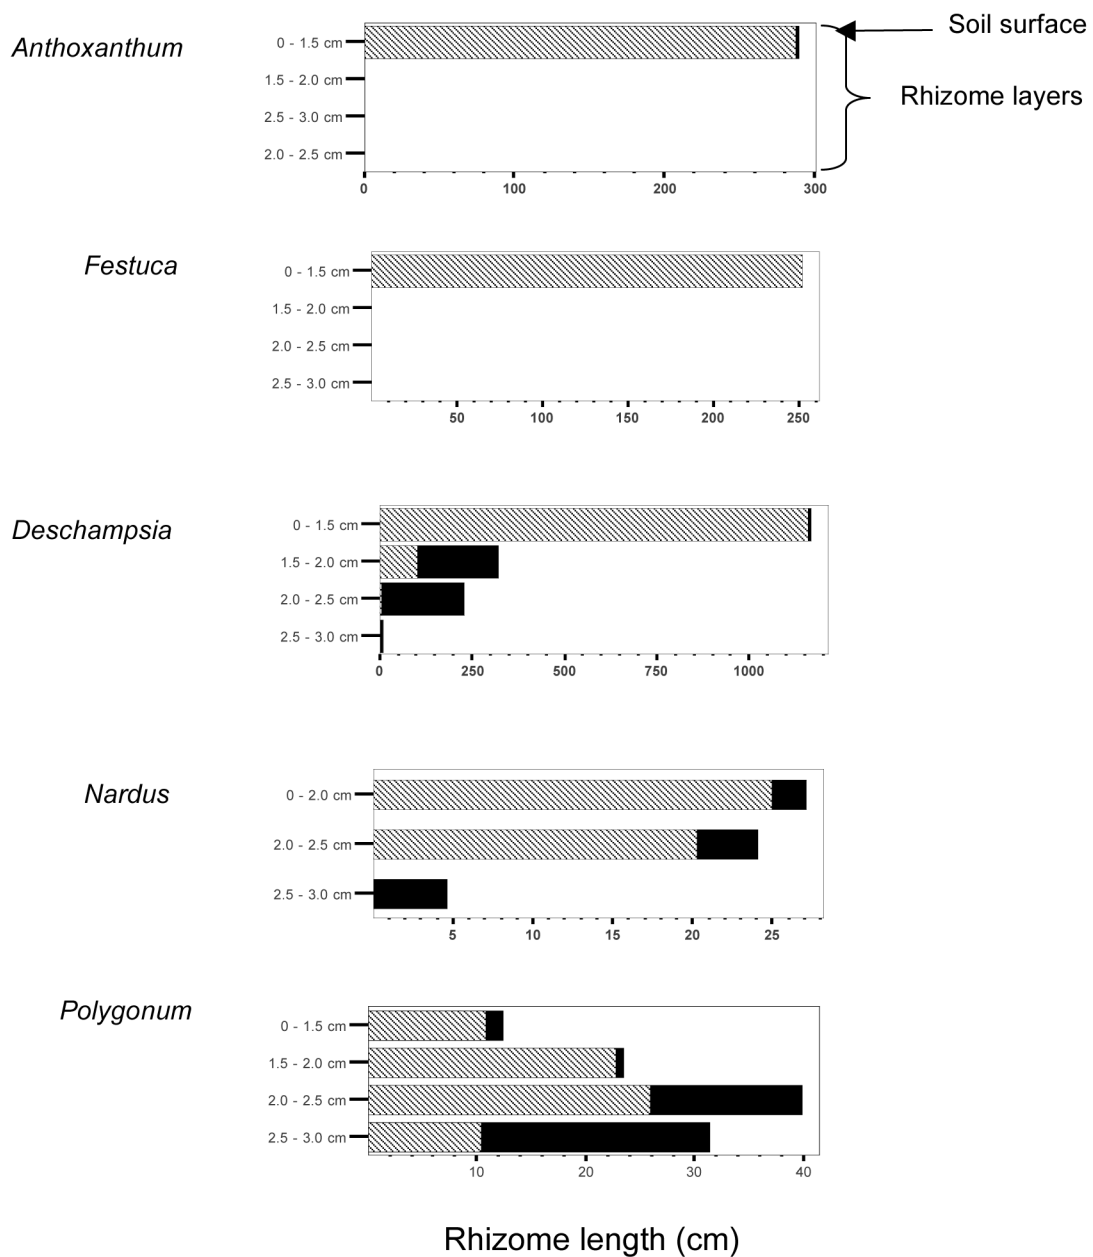 Soil surface
Anthoxanthum
0 - 1.5 cm
1.5 - 2.0 cm
Rhizome layers
2.5 - 3.0 cm
2.0 - 2.5 cm
0 100 200 300
Festuca
0 - 1.5 cm
1.5 - 2.0 cm
2.0 - 2.5 cm
2.5 - 3.0 cm
50 100 150 200 250
Deschampsia
0 - 1.5 cm
1.5 - 2.0 cm
2.0 - 2.5 cm
2.5 - 3.0 cm
0 250 500 750 1000
Nardus
0 - 2.0 cm
2.0 - 2.5 cm
2.5 - 3.0 cm
5 10 15 20 25
Polygonum
0 - 1.5 cm
1.5 - 2.0 cm
2.0 - 2.5 cm
2.5 - 3.0 cm
10 20 30 40
Rhizome length (cm)